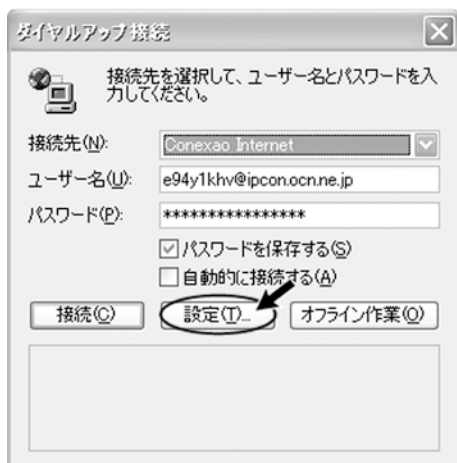 ダイヤルアップ接続
接続先を選択して、ユーザー名とパスワードを入
力してください。
接続先(N):
Conexao Internet
ユーザー名(U):
e94y1khv@ipcon.ocn.ne.jp
パスワード(P):
****************
パスワードを保存する(S)
自動的に接続する(A)
接続(C)
設定(T)...
オフライン作業(O)